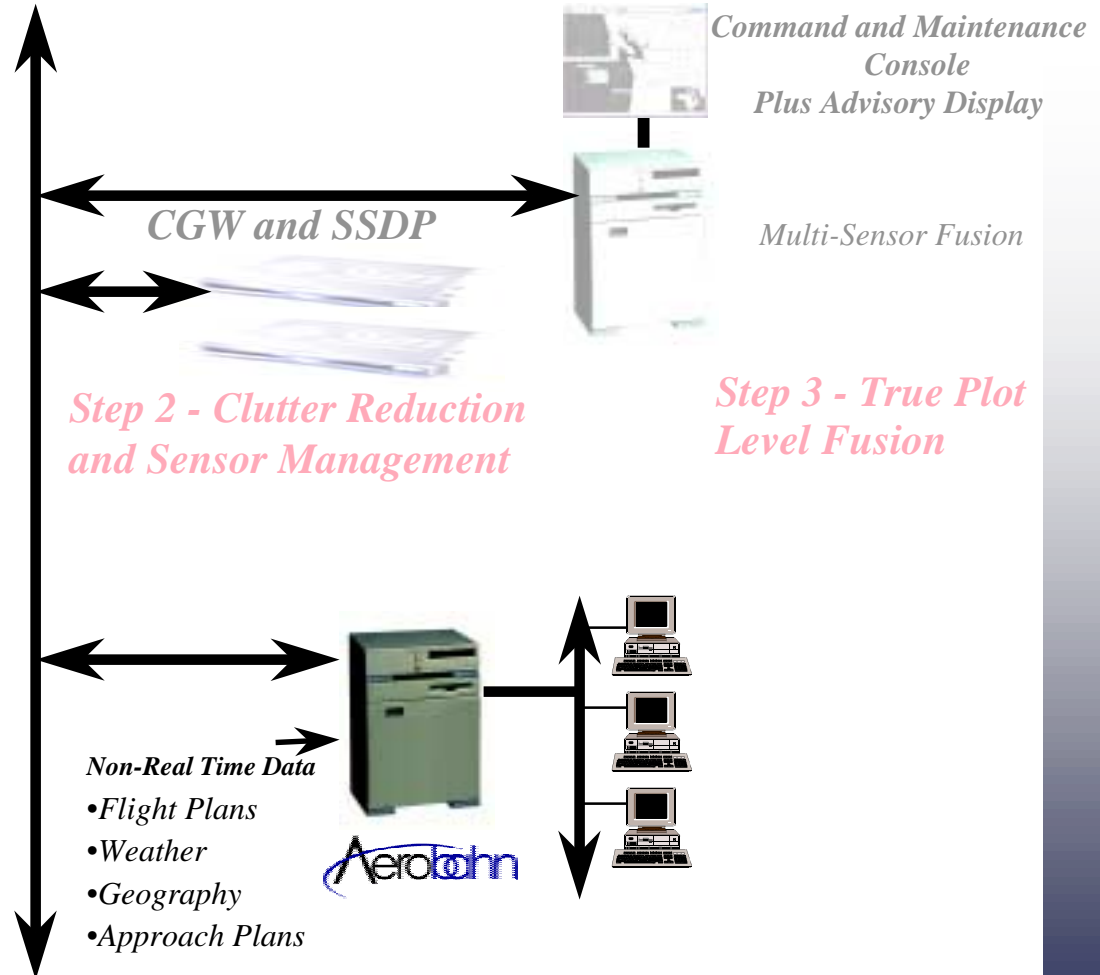 Command and Maintenance
Console
Plus Advisory Display
CGW and SSDP
Multi-Sensor Fusion
Step 2 - Clutter Reduction
and Sensor Management
Step 3 - True Plot
Level Fusion
Non-Real Time Data
•Flight Plans
•Weather
•Geography
•Approach Plans
Aerobahn